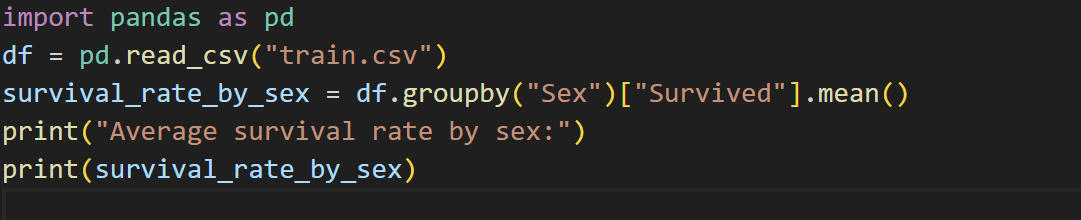 import pandas as pd
df = pd.read_csv("train.csv")
survival_rate_by_sex = df.groupby("Sex")["Survived"].mean()
print("Average survival rate by sex:")
print(survival_rate_by_sex)